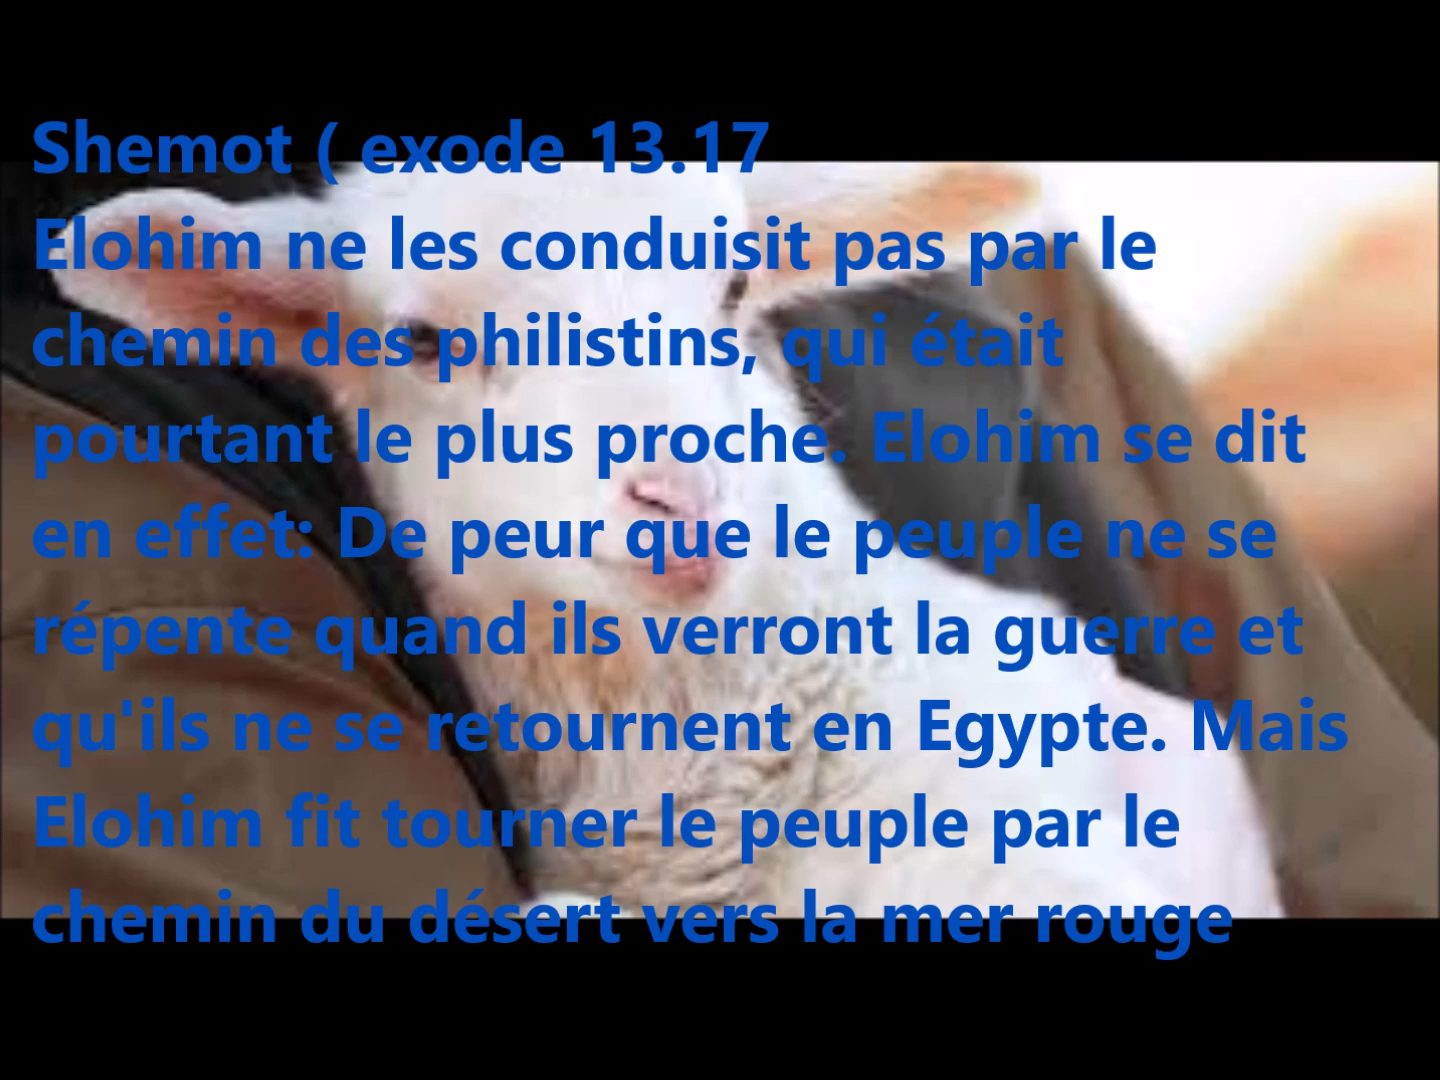 Shemot ( exode 13.17
Elohim ne les conduisit pas par le
chemin des philistins, qui était
pourtant le plus proche. Elohim se dit
en effet: De peur que le peuple ne se
répente quand ils verront la guerre et
qu'ils ne se retournent en Egypte. Mais
Elohim fit tourner le peuple par le
chemin du désert vers la mer rouge